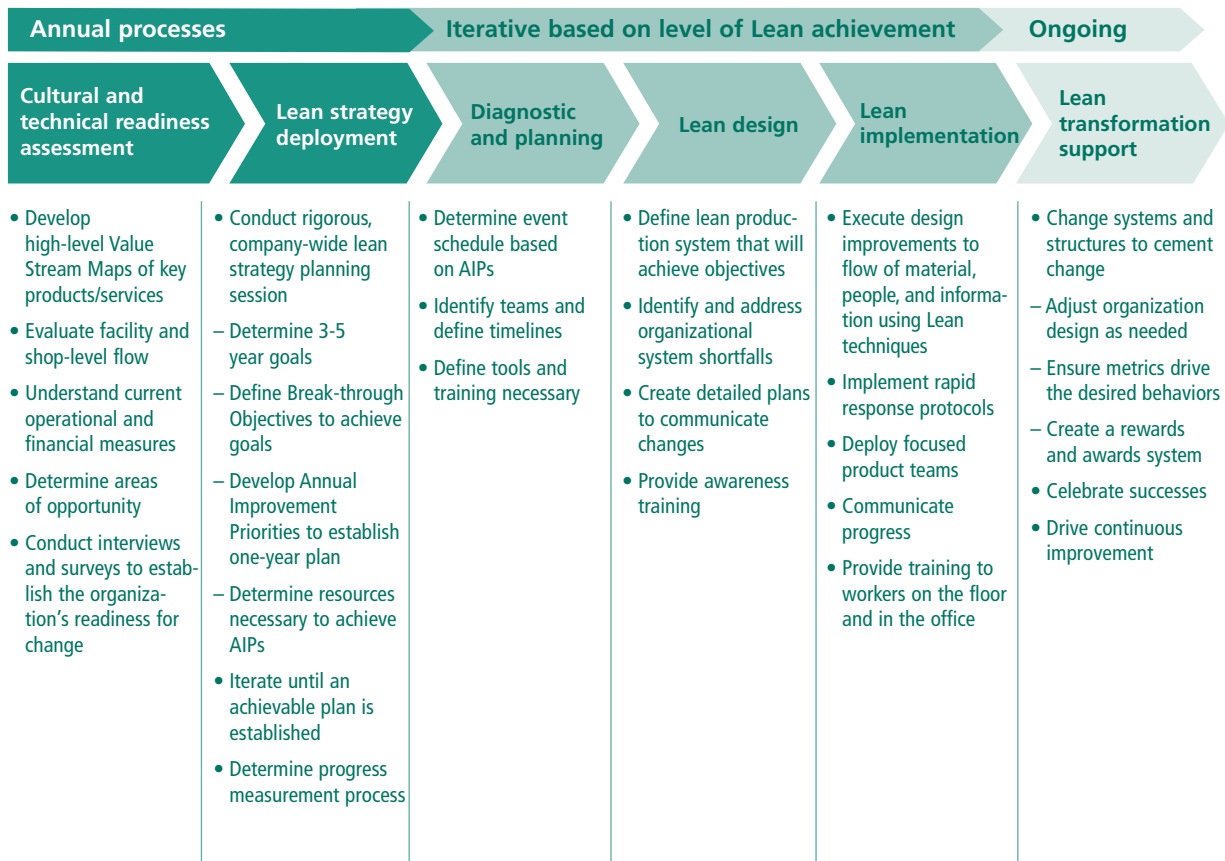 Annual processes
Iterative based on level of Lean achievement
Ongoing
Cultural and
technical readiness
assessment
Lean strategy
deployment
Diagnostic
and planning
Lean design
Lean
implementation
Lean
transformation
support
• Develop
high-level Value
Stream Maps of key
products/services
• Evaluate facility and
shop-level flow
• Understand current
operational and
financial measures
• Determine areas
of opportunity
• Conduct interviews
and surveys to estab-
lish the organiza-
tion’s readiness for
change
• Conduct rigorous,
company-wide lean
strategy planning
session
– Determine 3-5
year goals
– Define Break-through
Objectives to achieve
goals
– Develop Annual
Improvement
Priorities to establish
one-year plan
– Determine resources
necessary to achieve
AIPs
• Iterate until an
achievable plan is
established
• Determine progress
measurement process
• Determine event
schedule based
on AIPs
• Identify teams and
define timelines
• Define tools and
training necessary
• Define lean produc-
tion system that will
achieve objectives
• Identify and address
organizational
system shortfalls
• Create detailed plans
to communicate
changes
• Provide awareness
training
• Execute design
improvements to
flow of material,
people, and informa-
tion using Lean
techniques
• Implement rapid
response protocols
• Deploy focused
product teams
• Communicate
progress
• Provide training to
workers on the floor
and in the office
• Change systems and
structures to cement
change
– Adjust organization
design as needed
– Ensure metrics drive
the desired behaviors
– Create a rewards
and awards system
• Celebrate successes
• Drive continuous
improvement